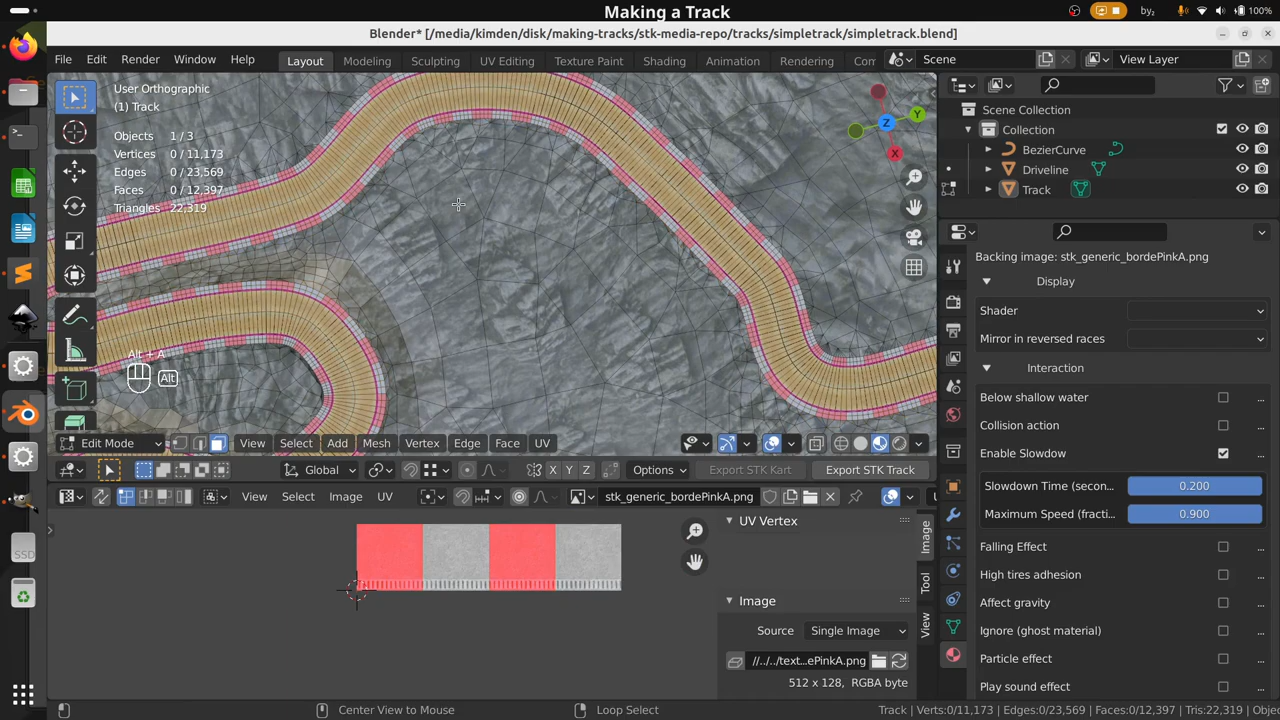 Making a Track
by₂
100%
Blender* [/media/kimden/disk/making-tracks/stk-media-repo/tracks/simpletrack/simpletrack.blend]
File Edit Render Window Help Layout Modeling Sculpting UV Editing Texture Paint Shading Animation Rendering Com Scene View Layer
User Orthographic
(1) Track
Objects 1 / 3
Vertices 0 / 11,173
Edges 0 / 23,569
Faces 0 / 12,397
Triangles 22,319
Z Y X
Alt + A
Alt
Edit Mode View Select Add Mesh Vertex Edge Face UV
Global X Y Z Options Export STK Kart Export STK Track
View Select Image UV stk_generic_bordePinkA.png
UV Vertex
Image
Source Single Image
//../../text...ePinkA.png
512 x 128, RGBA byte
Image
Tool
View
Scene Collection
Collection
BezierCurve
Driveline
Track
Backing image: stk_generic_bordePinkA.png
Display
Shader
Mirror in reversed races
Interaction
Below shallow water
Collision action
Enable Slowdow
Slowdown Time (secon... 0.200
Maximum Speed (fracti... 0.900
Falling Effect
High tires adhesion
Affect gravity
Ignore (ghost material)
Particle effect
Play sound effect
SSD
Center View to Mouse Loop Select Track | Verts:0/11,173 | Edges:0/23,569 | Faces:0/12,397 | Tris:22,319 | Objec